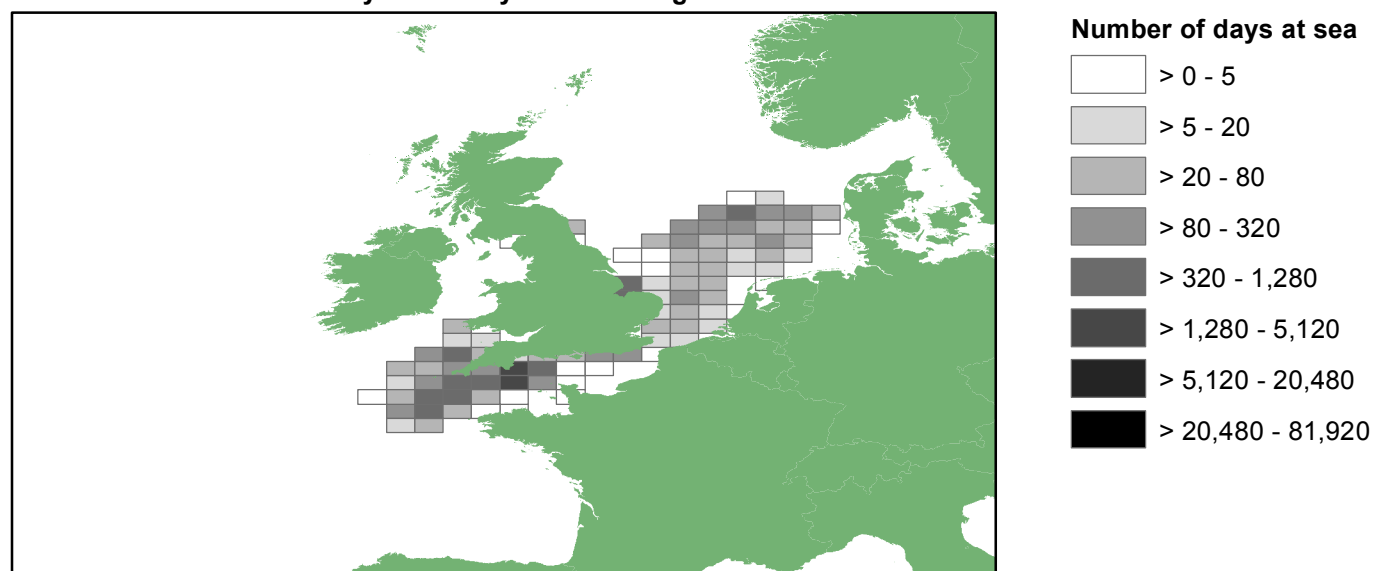 Number of days at sea
> 0 - 5
> 5 - 20
> 20 - 80
> 80 - 320
> 320 - 1,280
> 1,280 - 5,120
> 5,120 - 20,480
> 20,480 - 81,920